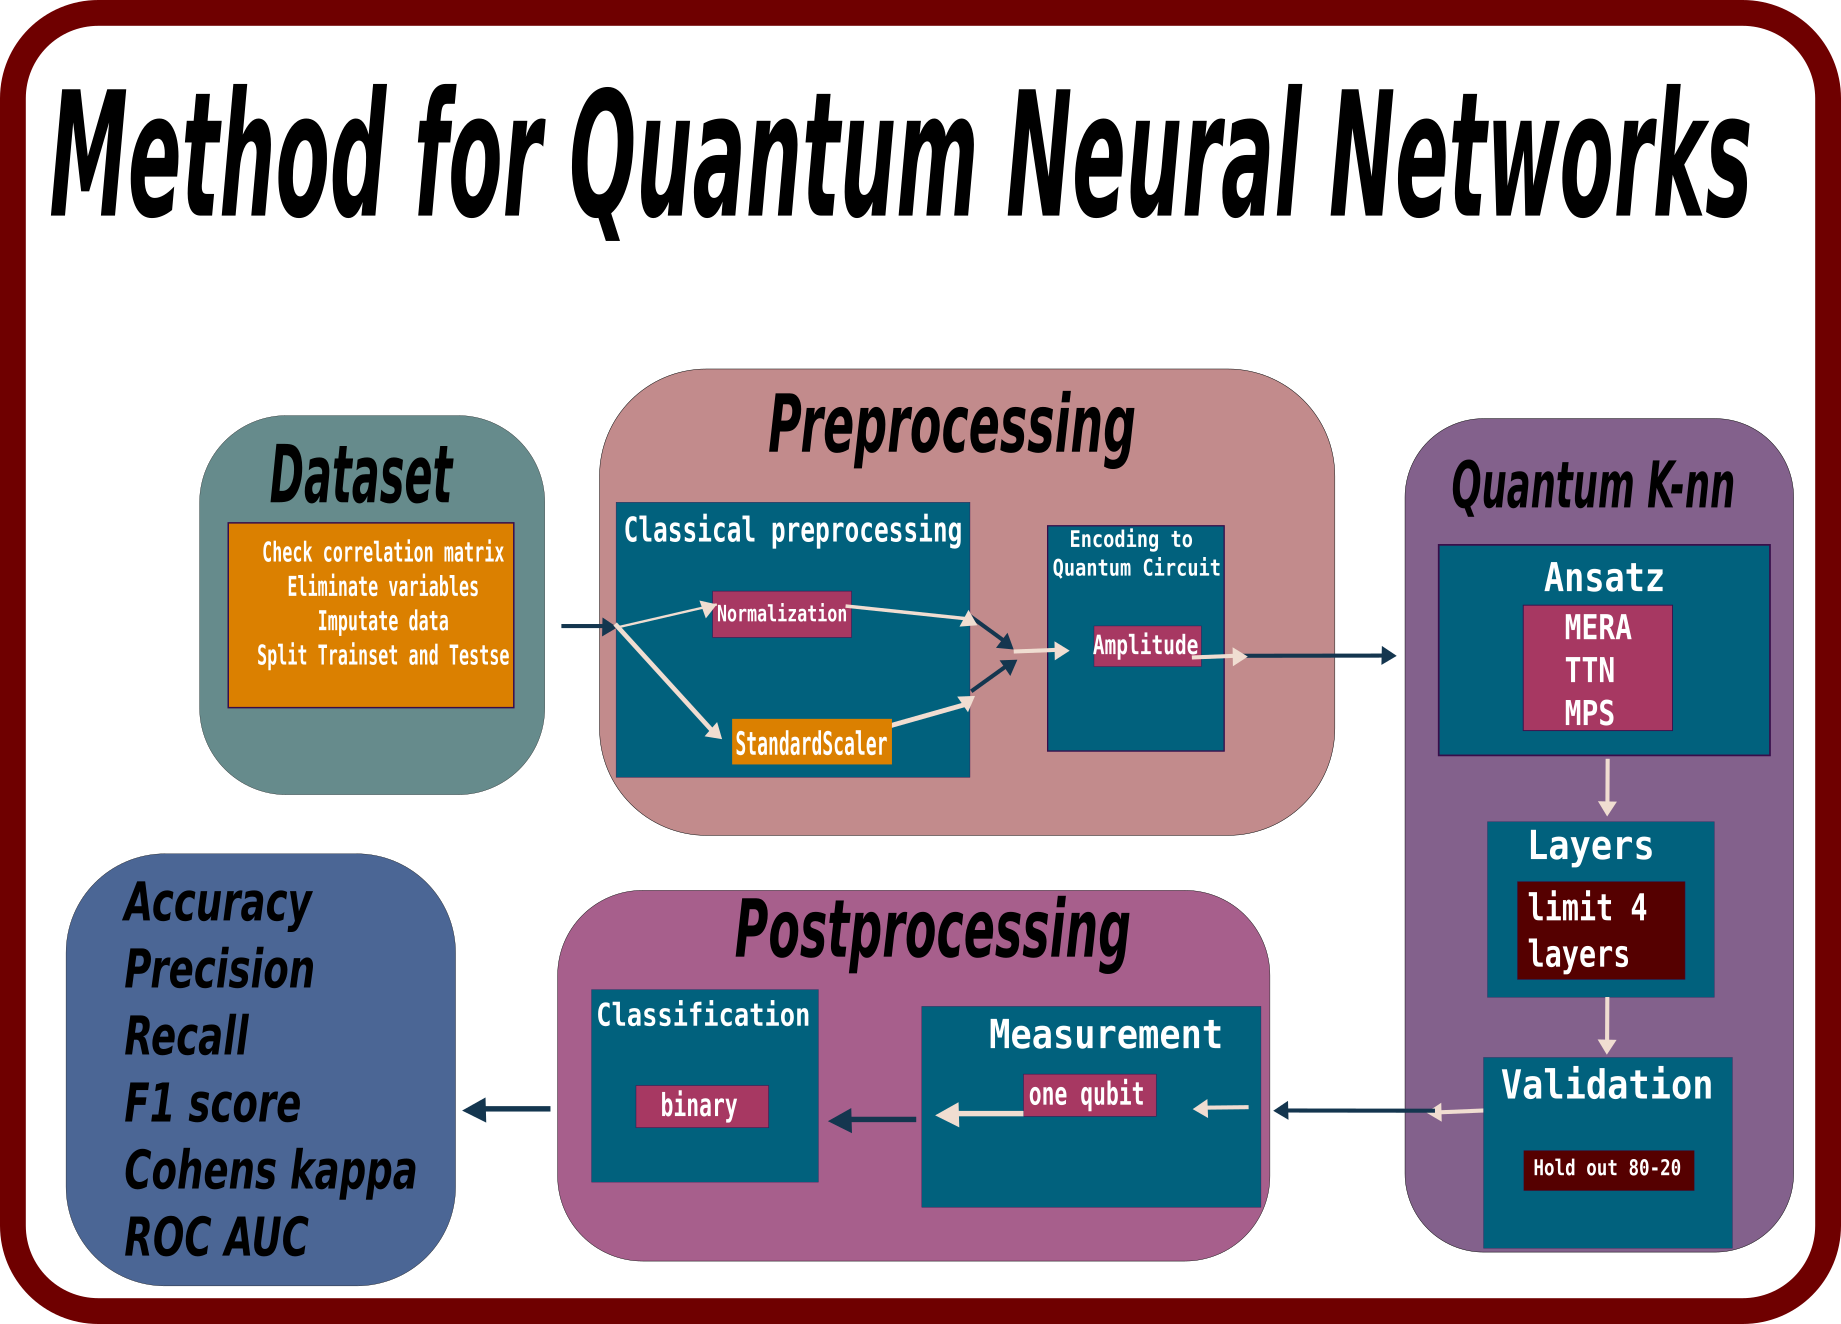 Method for Quantum Neural Networks
Dataset
Check correlation matrix
Eliminate variables
Imputate data
Split Trainset and Testse
Preprocessing
Classical preprocessing
Normalization
StandardScaler
Encoding to
Quantum Circuit
Amplitude
Quantum K-nn
Ansatz
MERA
TTN
MPS
Layers
limit 4
layers
Validation
Hold out 80-20
Postprocessing
Measurement
one qubit
Classification
binary
Accuracy
Precision
Recall
F1 score
Cohens kappa
ROC AUC